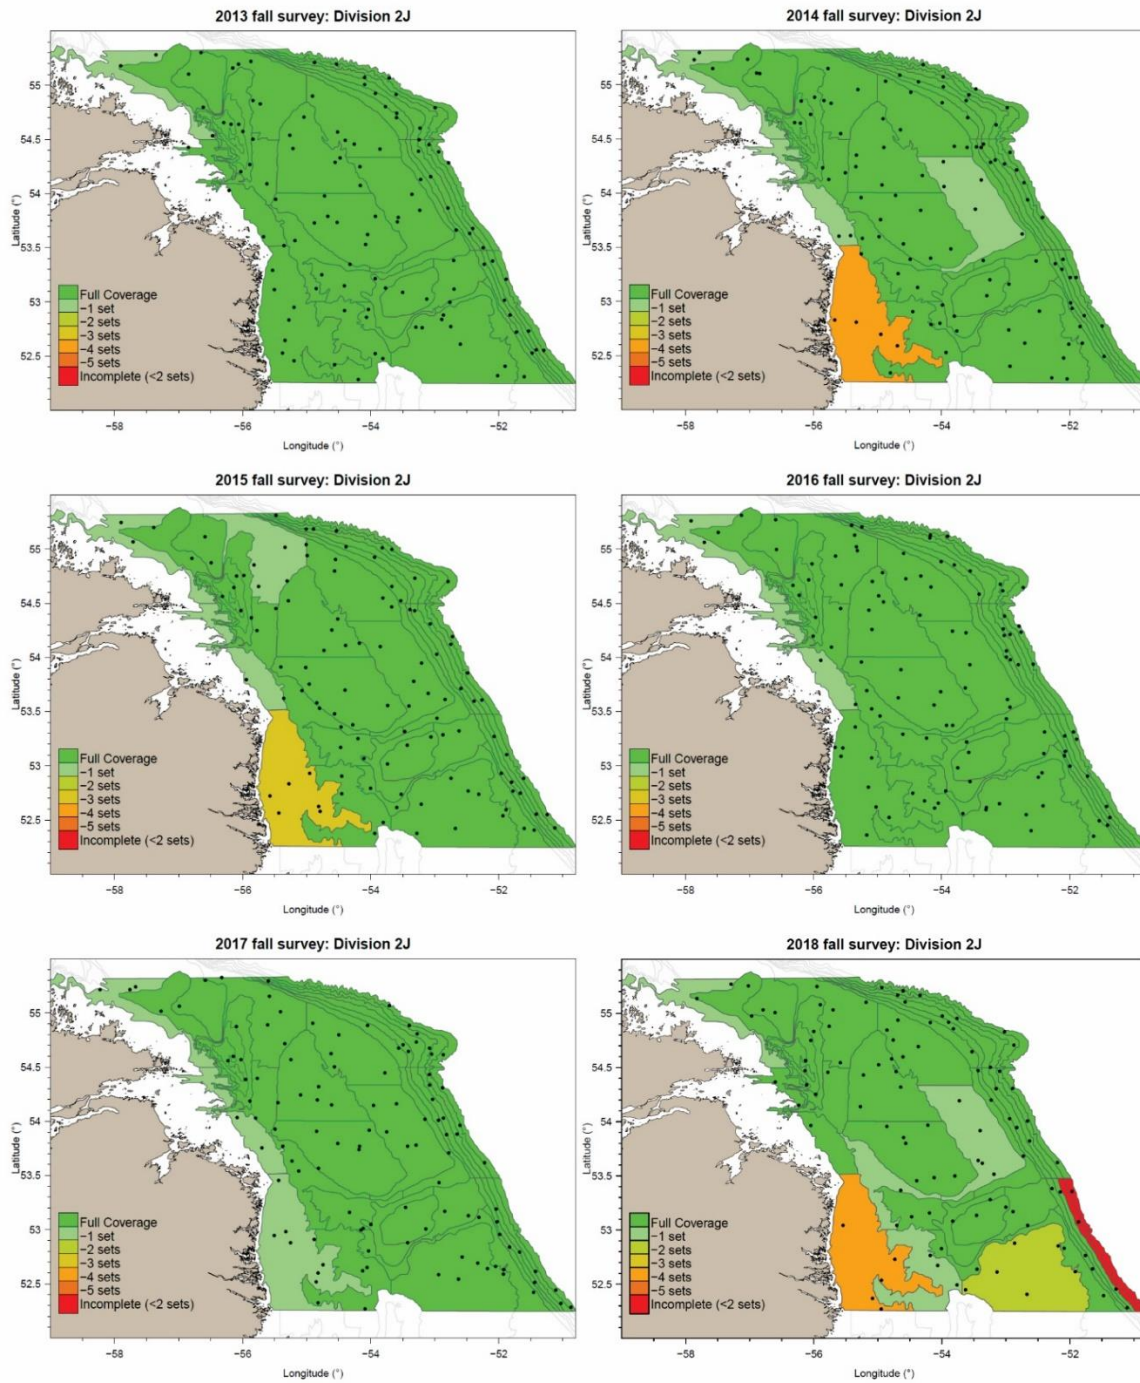 2013 fall survey: Division 2J
Latitude (°)
55
54.5
54
53.5
53
52.5
Full Coverage
−1 set
−2 sets
−3 sets
−4 sets
−5 sets
Incomplete (<2 sets)
−58
−56
−54
−52
Longitude (°)
2014 fall survey: Division 2J
Latitude (°)
55
54.5
54
53.5
53
52.5
Full Coverage
−1 set
−2 sets
−3 sets
−4 sets
−5 sets
Incomplete (<2 sets)
−58
−56
−54
−52
Longitude (°)
2015 fall survey: Division 2J
Latitude (°)
55
54.5
54
53.5
53
52.5
Full Coverage
−1 set
−2 sets
−3 sets
−4 sets
−5 sets
Incomplete (<2 sets)
−58
−56
−54
−52
Longitude (°)
2016 fall survey: Division 2J
Latitude (°)
55
54.5
54
53.5
53
52.5
Full Coverage
−1 set
−2 sets
−3 sets
−4 sets
−5 sets
Incomplete (<2 sets)
−58
−56
−54
−52
Longitude (°)
2017 fall survey: Division 2J
Latitude (°)
55
54.5
54
53.5
53
52.5
Full Coverage
−1 set
−2 sets
−3 sets
−4 sets
−5 sets
Incomplete (<2 sets)
−58
−56
−54
−52
Longitude (°)
2018 fall survey: Division 2J
Latitude (°)
55
54.5
54
53.5
53
52.5
Full Coverage
−1 set
−2 sets
−3 sets
−4 sets
−5 sets
Incomplete (<2 sets)
−58
−56
−54
−52
Longitude (°)